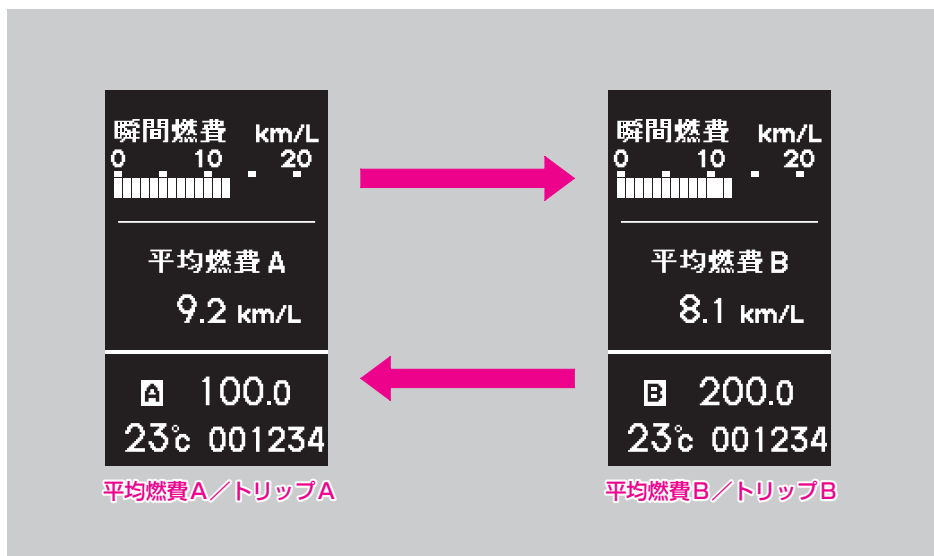 瞬間燃費 km/L
0 10 20
平均燃費 A
9.2 km/L
A 100.0
23℃ 001234
平均燃費A／トリップA
瞬間燃費 km/L
0 10 20
平均燃費 B
8.1 km/L
B 200.0
23℃ 001234
平均燃費B／トリップB